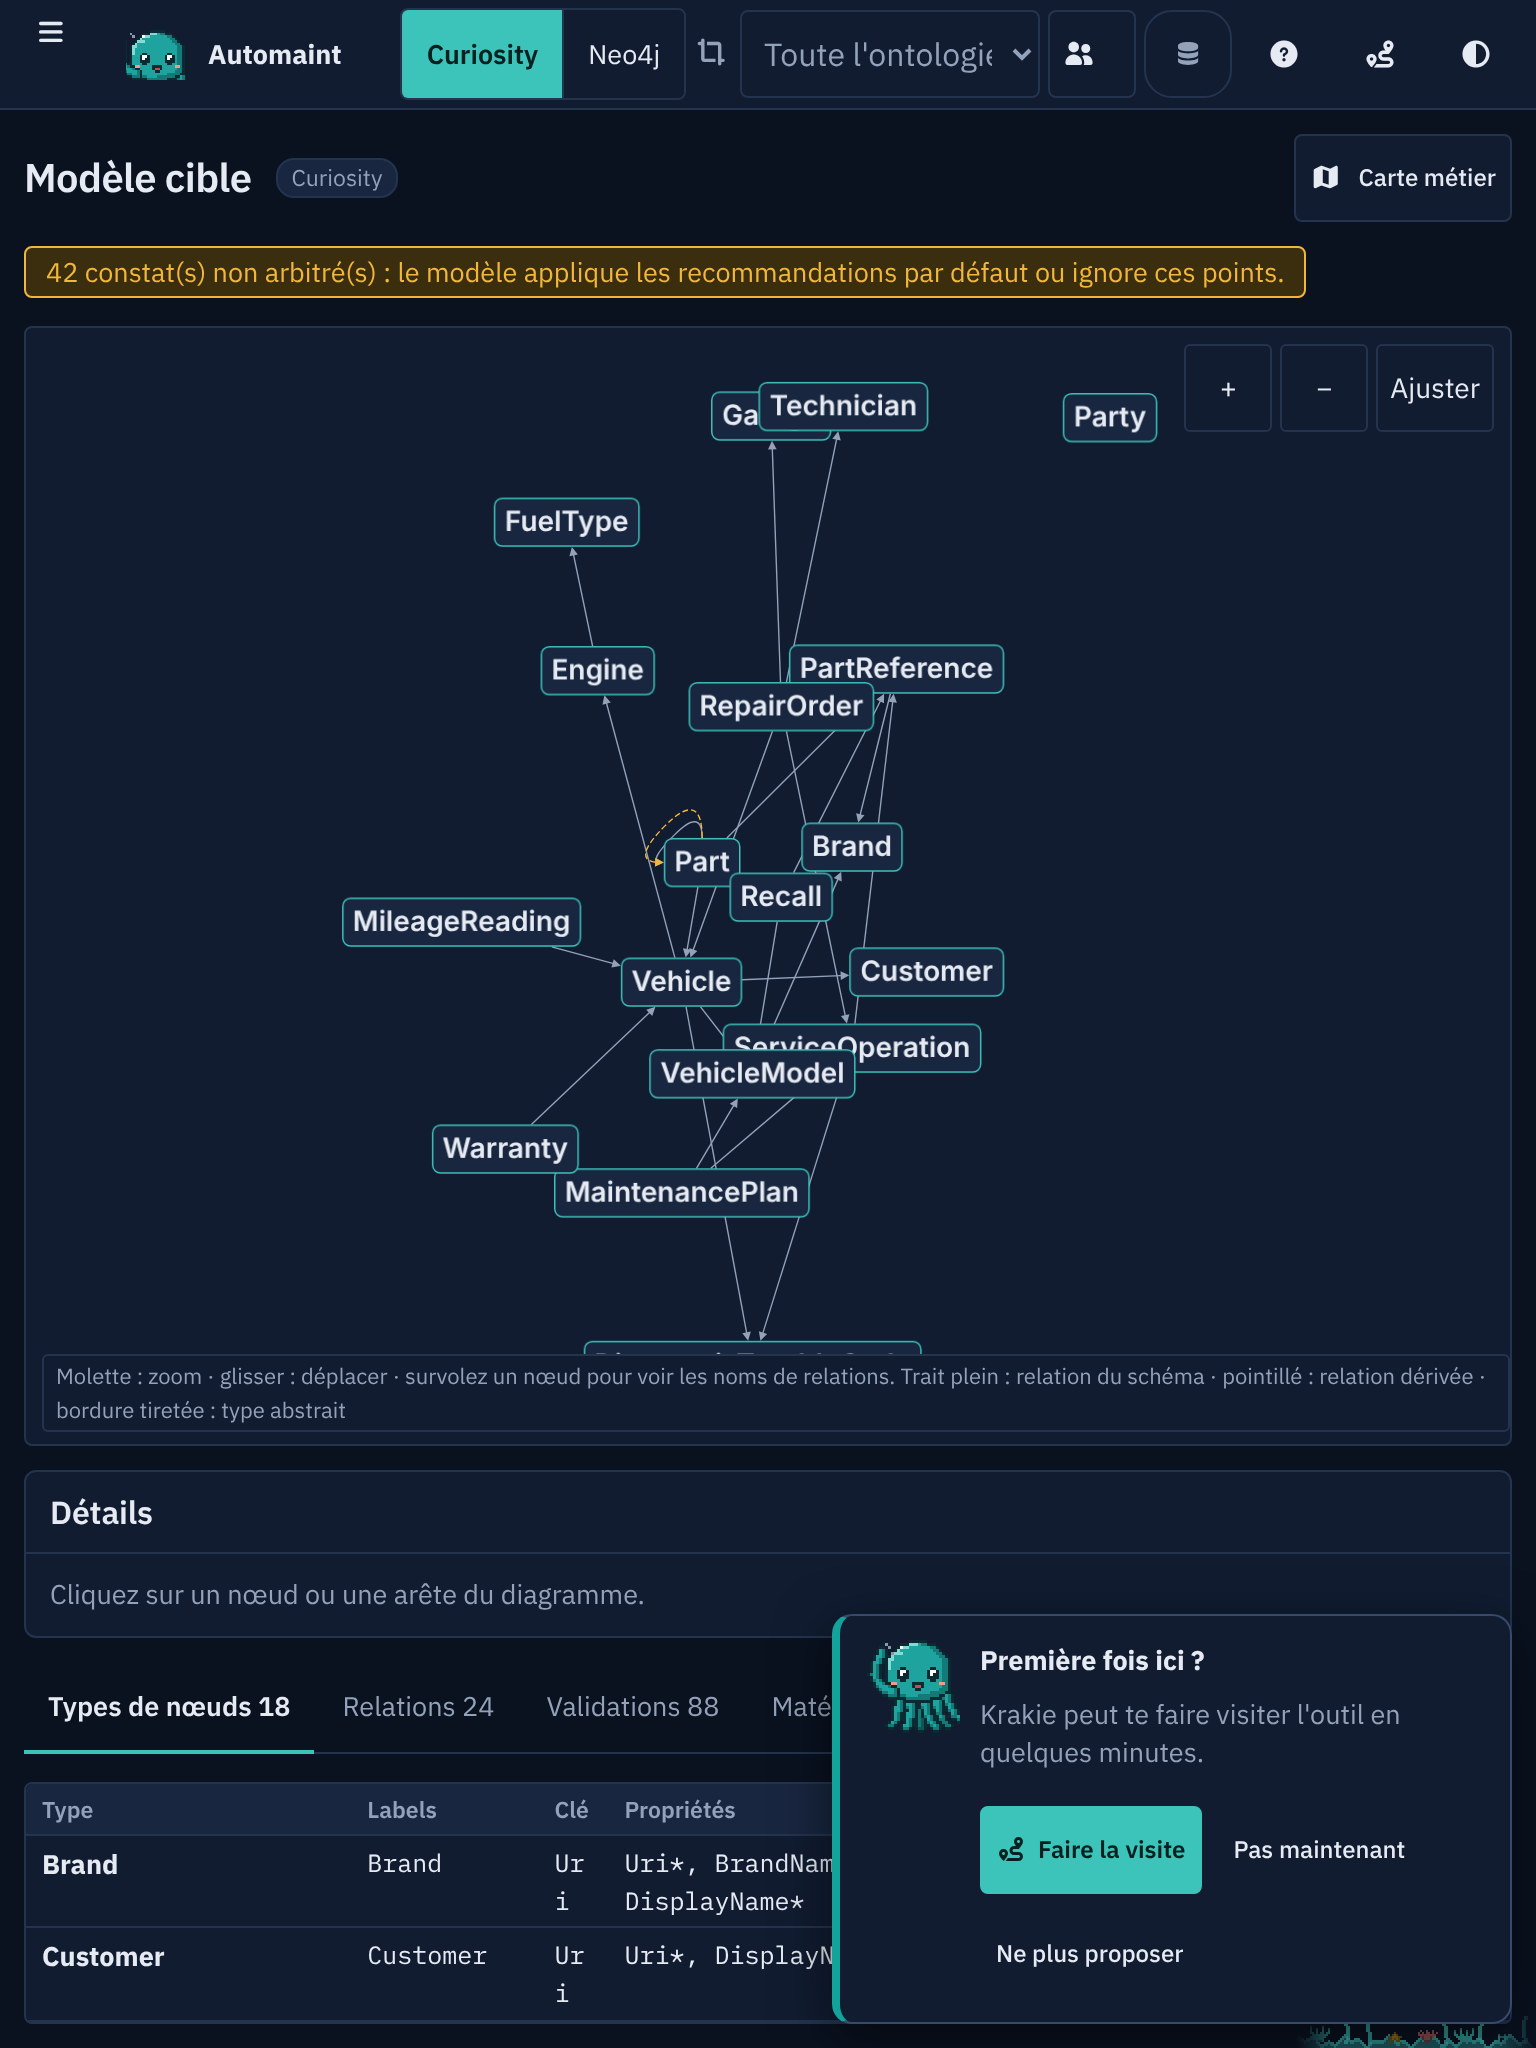 Automaint
Curiosity
Neo4j
Toute l'ontologie
?
Modèle cible
Curiosity
Carte métier
42 constat(s) non arbitré(s) : le modèle applique les recommandations par défaut ou ignore ces points.
+
−
Ajuster
Ga
Technician
Party
FuelType
Engine
PartReference
RepairOrder
Brand
Part
Recall
MileageReading
Vehicle
Customer
ServiceOperation
VehicleModel
Warranty
MaintenancePlan
Molette : zoom · glisser : déplacer · survolez un nœud pour voir les noms de relations. Trait plein : relation du schéma · pointillé : relation dérivée ·
bordure tiretée : type abstrait
Détails
Cliquez sur un nœud ou une arête du diagramme.
Types de nœuds 18
Relations 24
Validations 88
Maté
Type Labels Clé Propriétés
Brand Brand Ur Uri*, BrandNam
i DisplayName*
Customer Customer Ur Uri*, DisplayN
i
Première fois ici ?
Krakie peut te faire visiter l'outil en
quelques minutes.
Faire la visite
Pas maintenant
Ne plus proposer